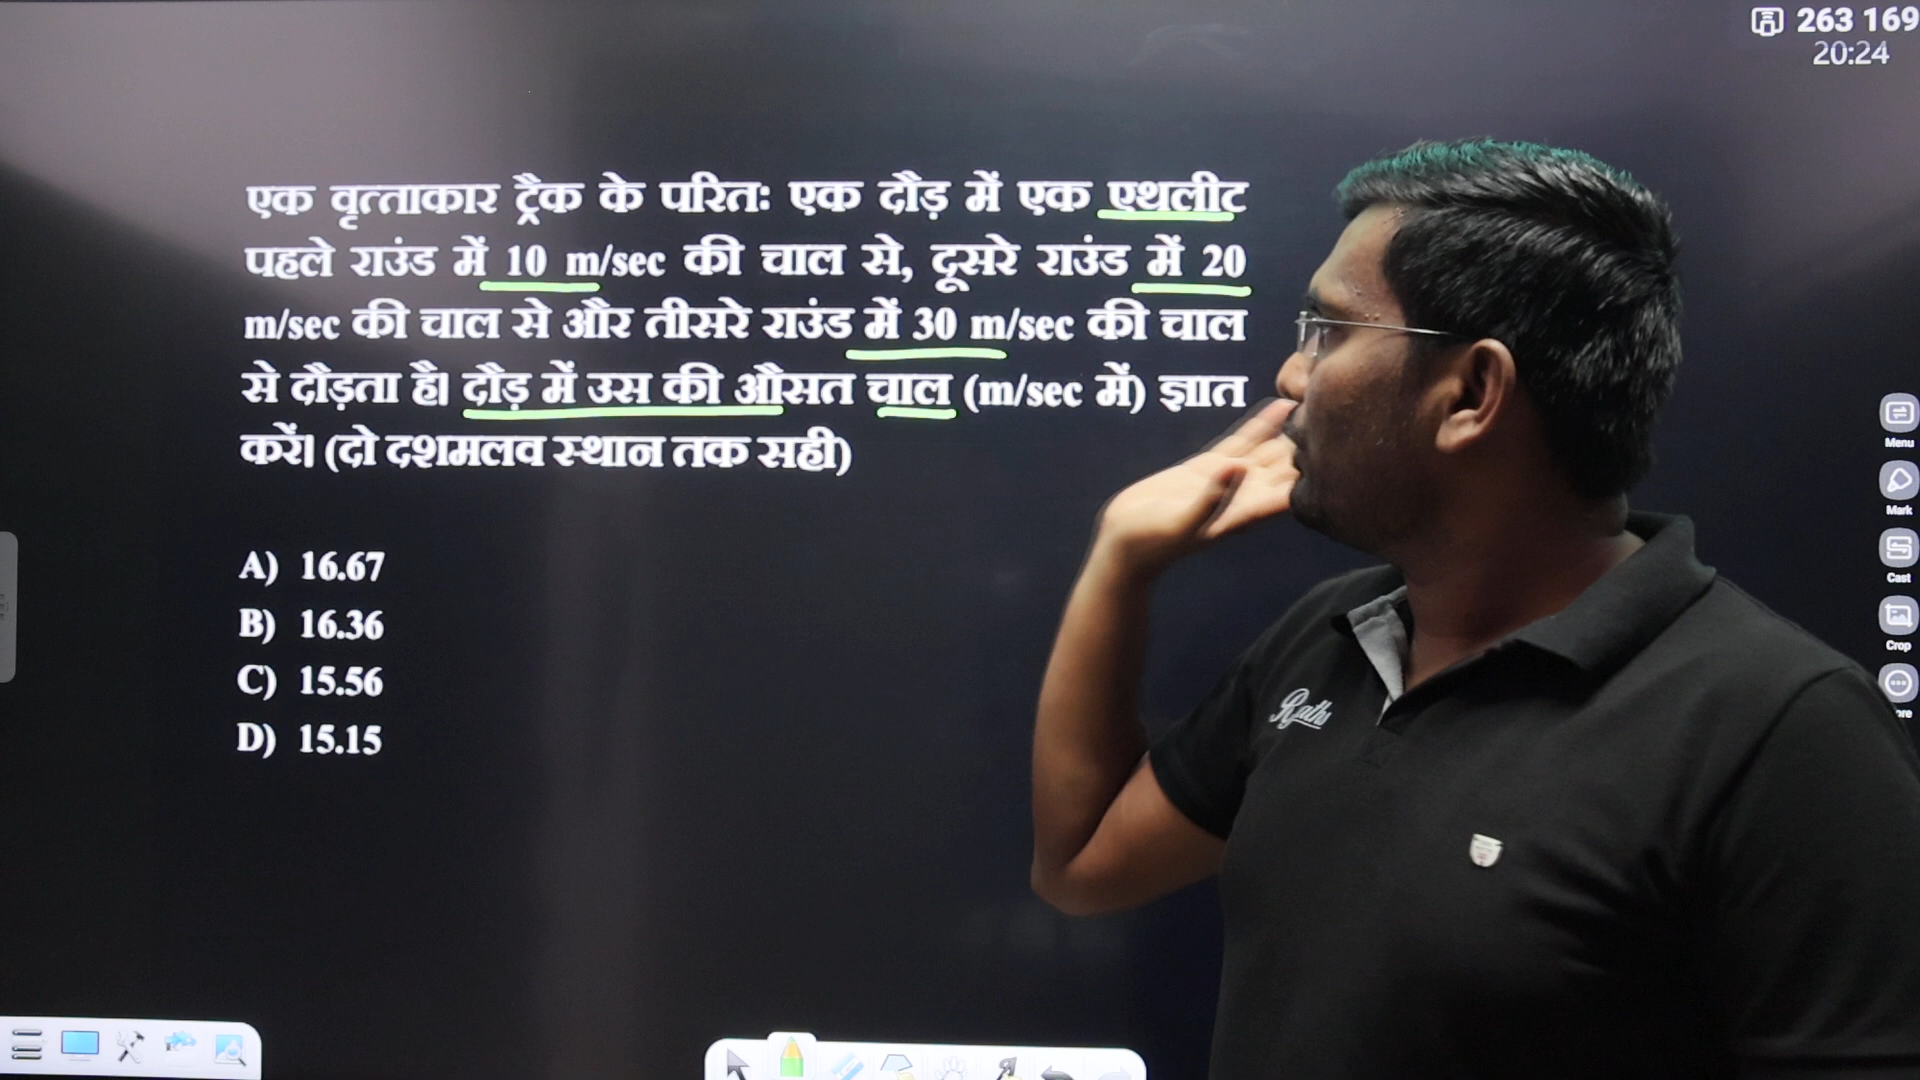 263 169
20:24
एक वृत्ताकार ट्रैक के परितः एक दौड़ में एक एथलीट
पहले राउंड में 10 m/sec की चाल से, दूसरे राउंड में 20
m/sec की चाल से और तीसरे राउंड में 30 m/sec की चाल
से दौड़ता है। दौड़ में उस की औसत चाल (m/sec में) ज्ञात
करें। (दो दशमलव स्थान तक सही)
A) 16.67
B) 16.36
C) 15.56
D) 15.15
Menu
Mark
Cast
Crop